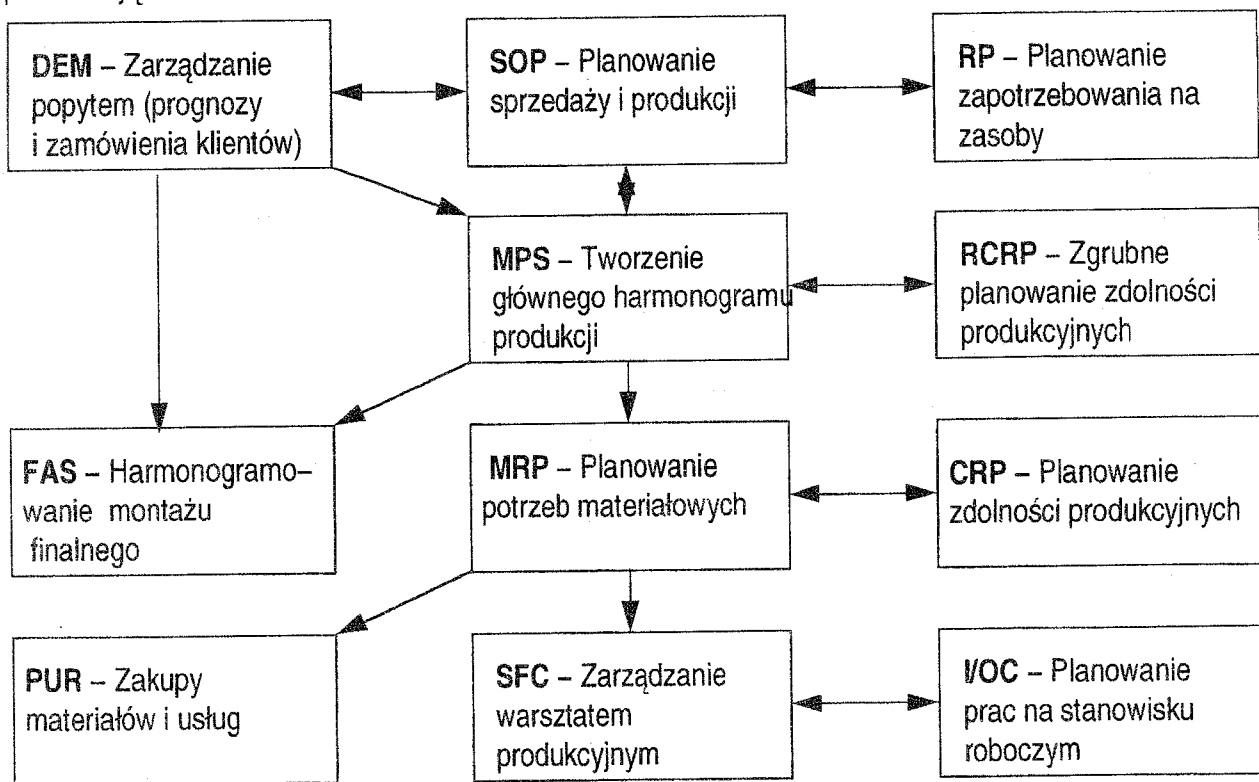 DEM – Zarządzanie
popytem (prognozy
i zamówienia klientów)
SOP – Planowanie
sprzedaży i produkcji
RP – Planowanie
zapotrzebowania na
zasoby
MPS – Tworzenie
głównego harmonogramu
produkcji
RCRP – Zgrubne
planowanie zdolności
produkcyjnych
FAS – Harmonogramo–
wanie montażu
finalnego
MRP – Planowanie
potrzeb materiałowych
CRP – Planowanie
zdolności produkcyjnych
PUR – Zakupy
materiałów i usług
SFC – Zarządzanie
warsztatem
produkcyjnym
I/OC – Planowanie
prac na stanowisku
roboczym